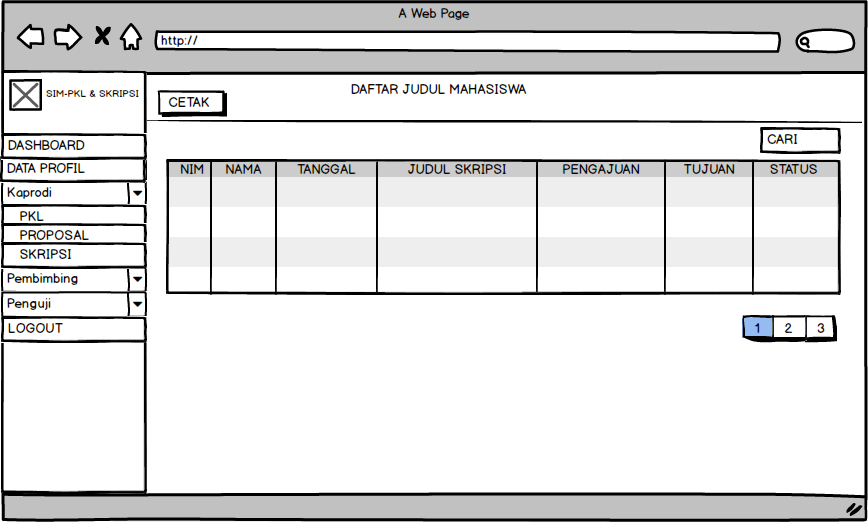 A Web Page
http://
SIM-PKL & SKRIPSI
DAFTAR JUDUL MAHASISWA
CETAK
CARI
DASHBOARD
DATA PROFIL
Kaprodi
PKL
PROPOSAL
SKRIPSI
Pembimbing
Penguji
LOGOUT
NIM NAMA TANGGAL JUDUL SKRIPSI PENGAJUAN TUJUAN STATUS
1 2 3